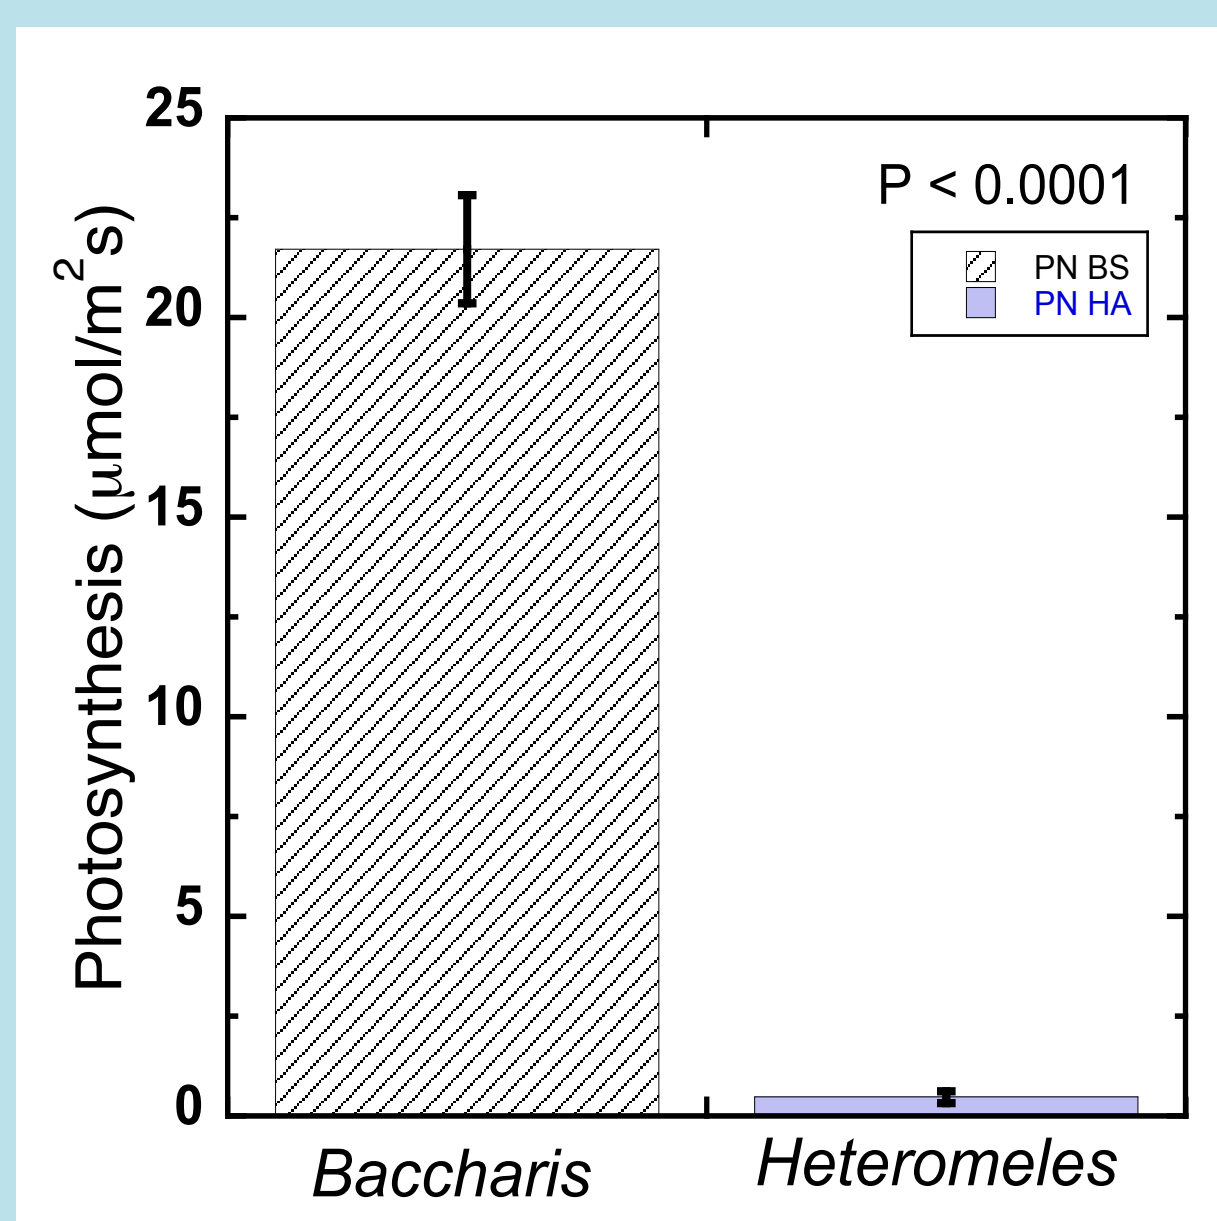 Photosynthesis (μmol/m²s)
25
20
15
10
5
0
P < 0.0001
PN BS
PN HA
Baccharis
Heteromeles